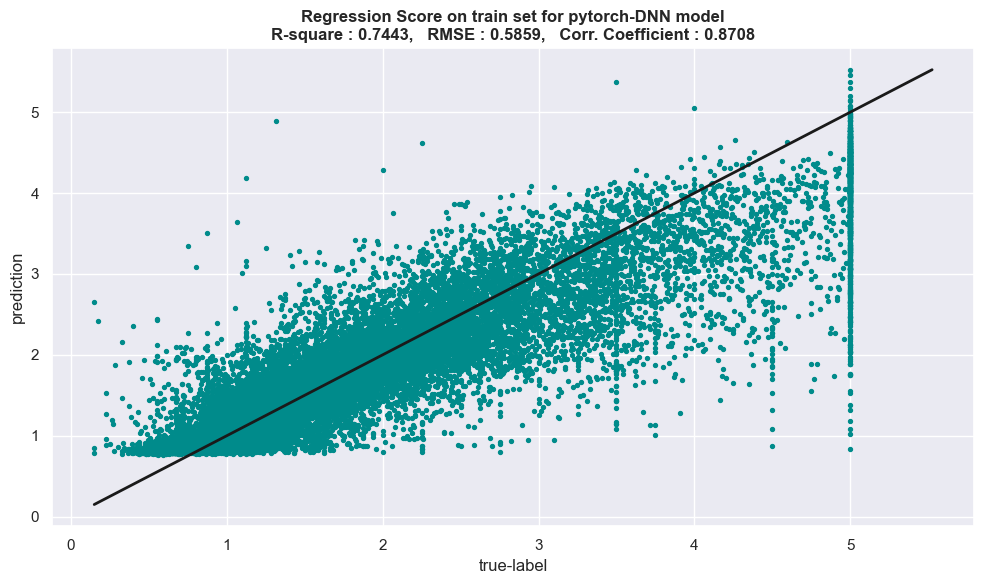 Regression Score on train set for pytorch-DNN model
R-square : 0.7443,   RMSE : 0.5859,   Corr. Coefficient : 0.8708
prediction
5
4
3
2
1
0
0 1 2 3 4 5
true-label